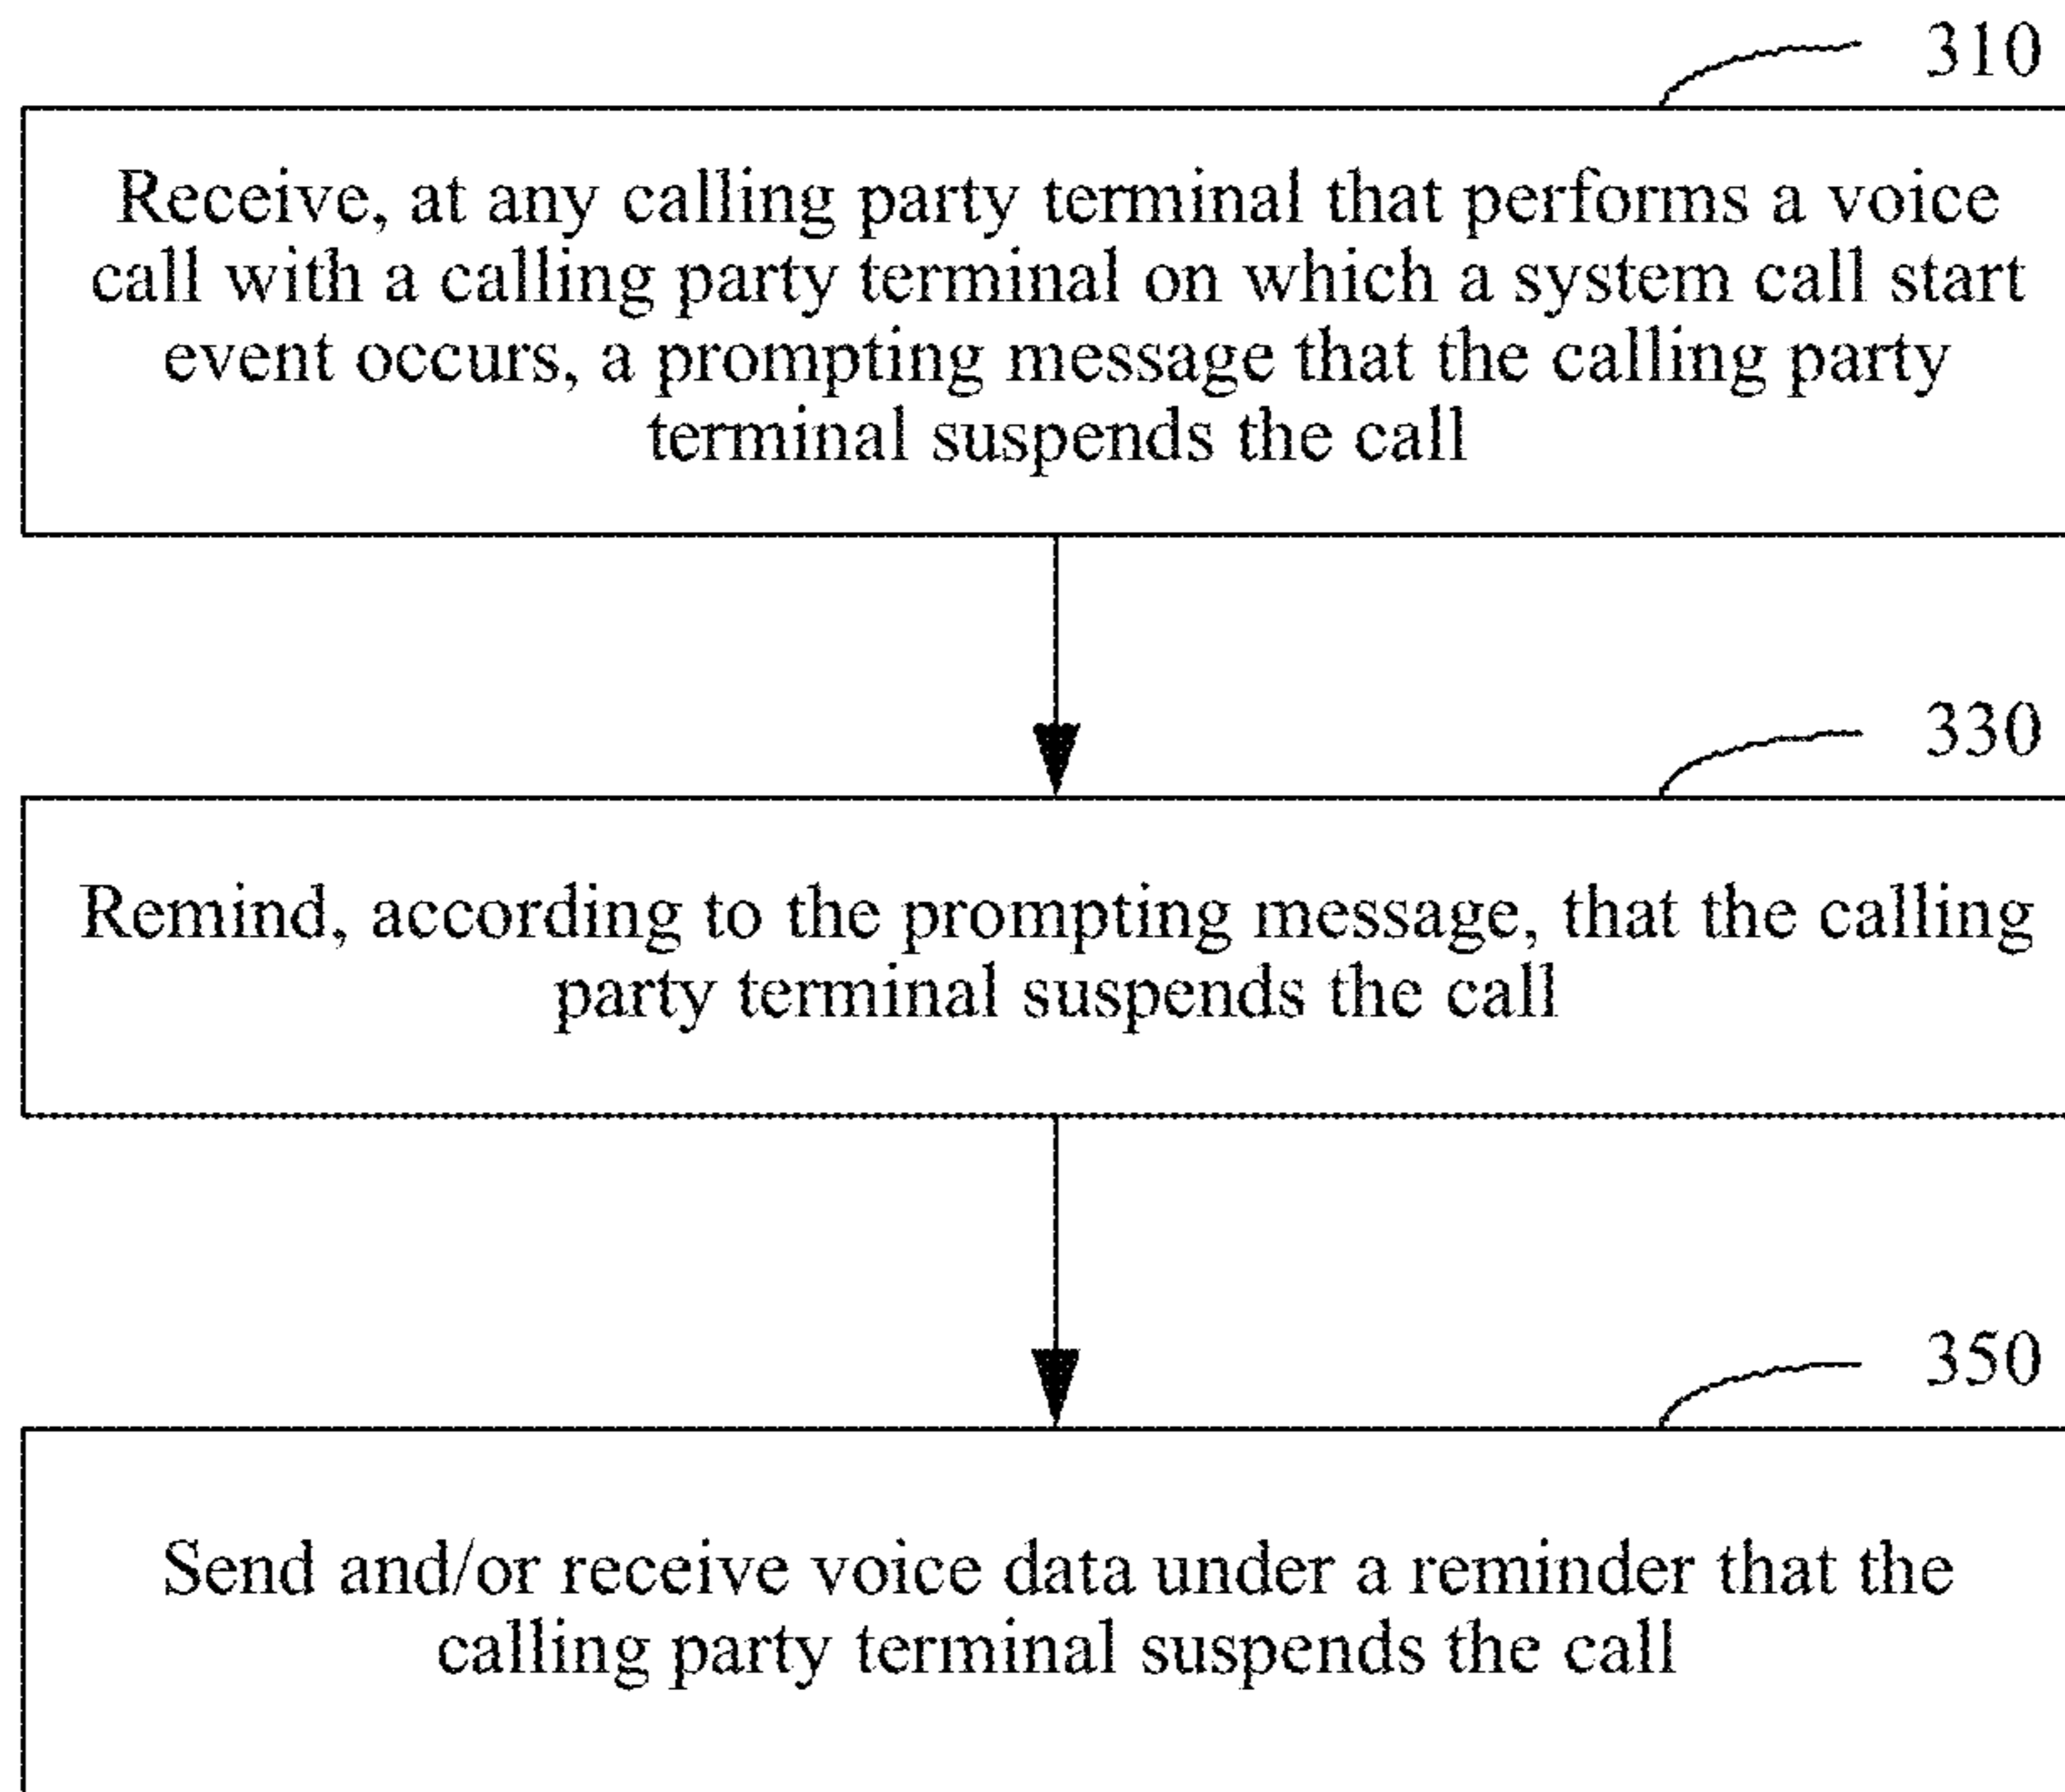 310
Receive, at any calling party terminal that performs a voice
call with a calling party terminal on which a system call start
event occurs, a prompting message that the calling party
terminal suspends the call
330
Remind, according to the prompting message, that the calling
party terminal suspends the call
350
Send and/or receive voice data under a reminder that the
calling party terminal suspends the call